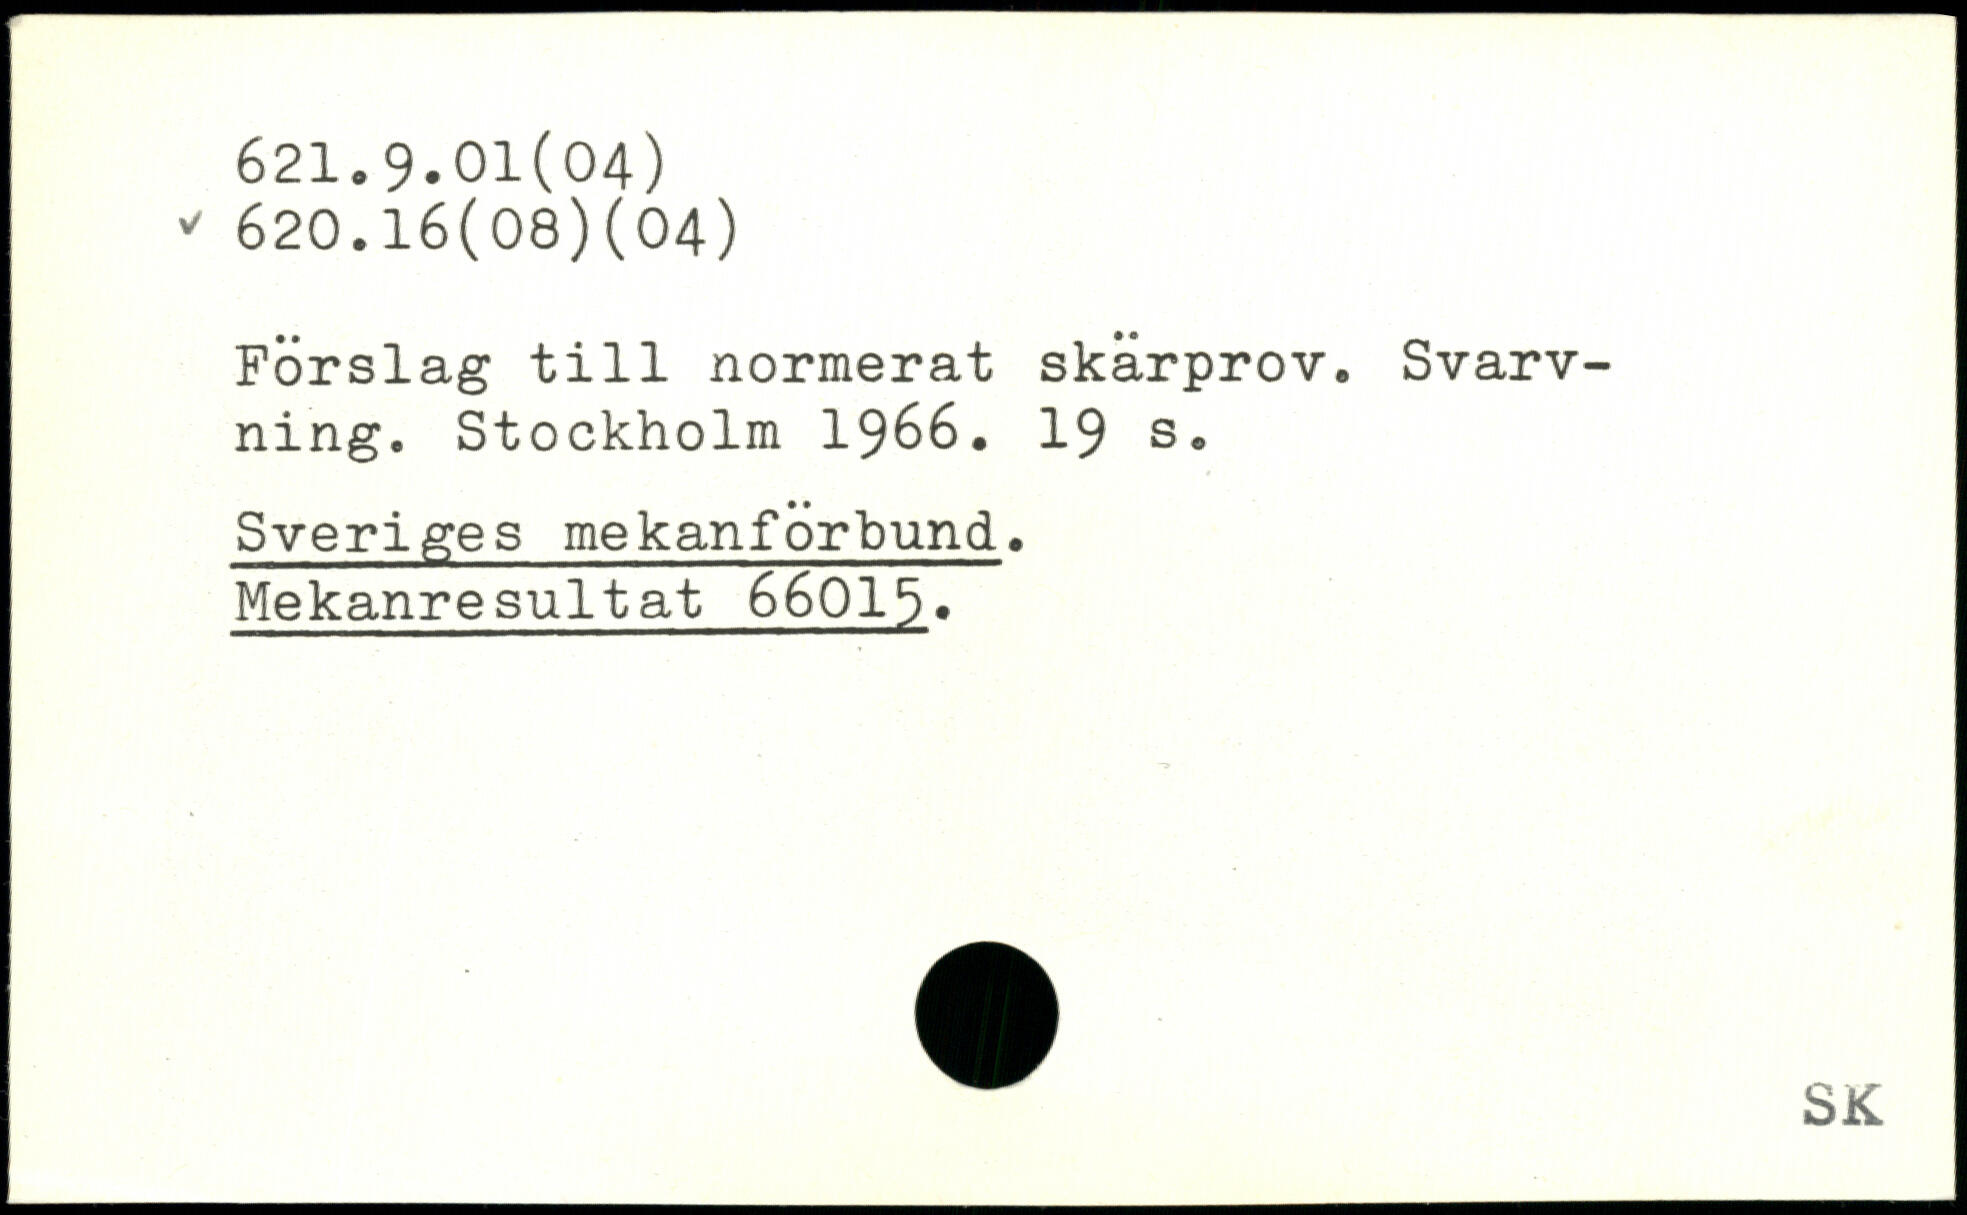 621.9.01(04)
✓ 620.16(08)(04)
Förslag till normerat skärprov. Svarv-
ning. Stockholm 1966. 19 s.
Sveriges mekanförbund.
Mekanresultat 66015.
SK